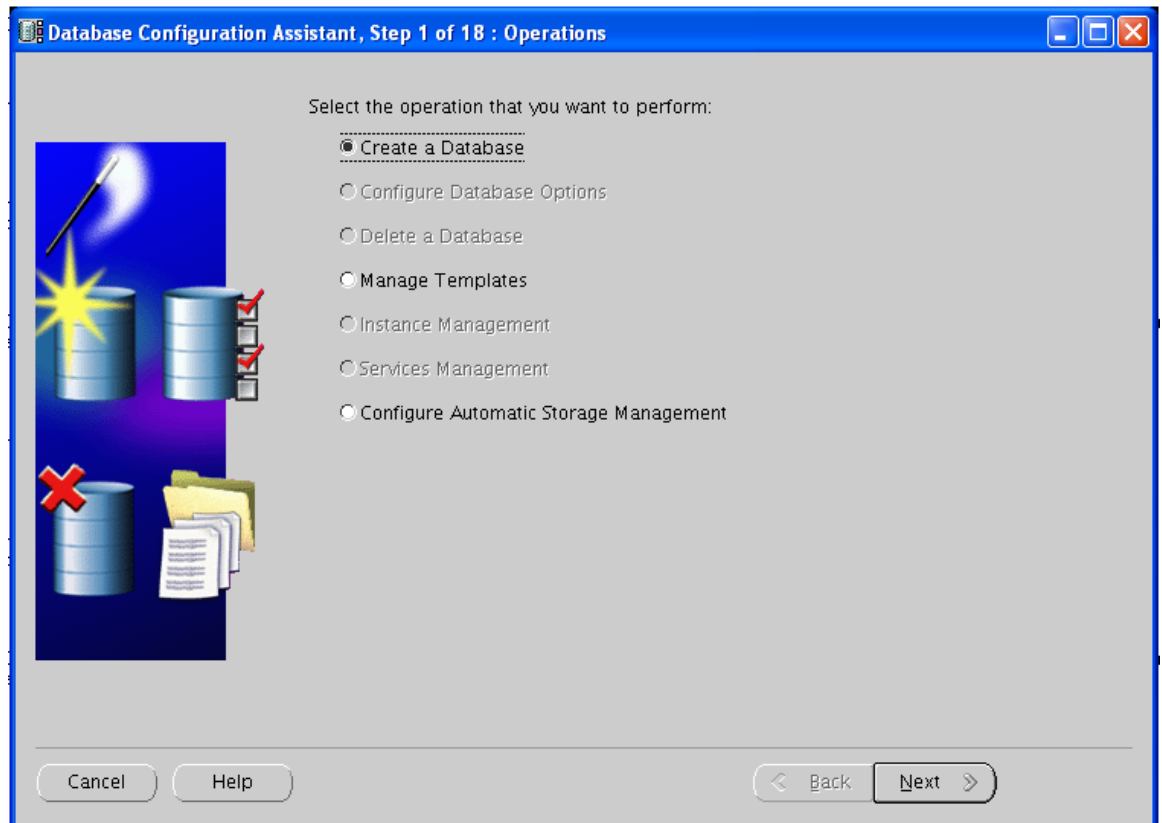 Database Configuration Assistant, Step 1 of 18 : Operations
Select the operation that you want to perform:
Create a Database
Configure Database Options
Delete a Database
Manage Templates
Instance Management
Services Management
Configure Automatic Storage Management
Cancel
Help
Back
Next